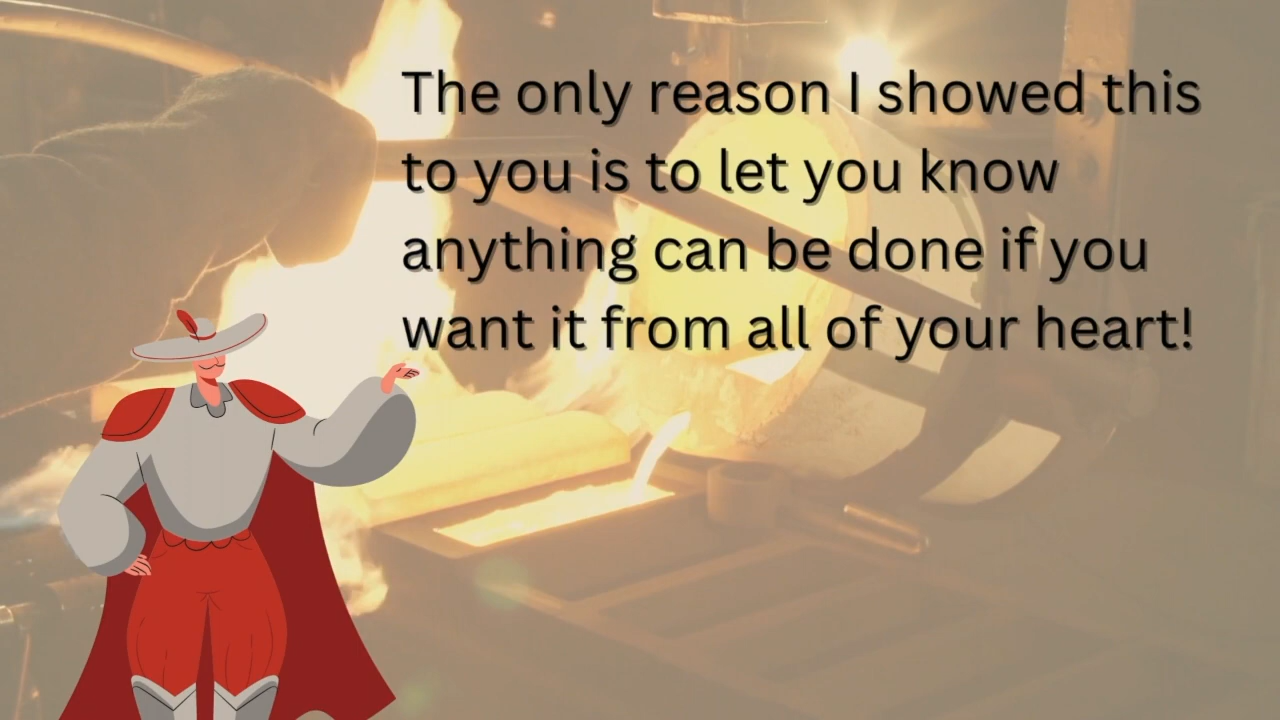 The only reason I showed this
to you is to let you know
anything can be done if you
want it from all of your heart!